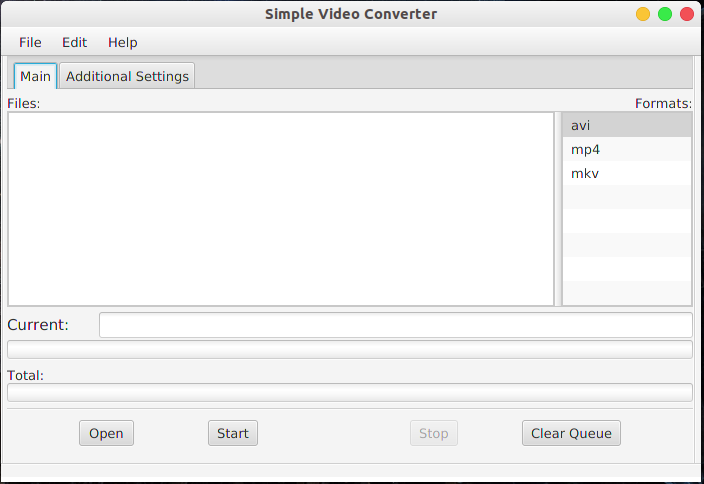 Simple Video Converter
File Edit Help
Main Additional Settings
Files: Formats:
avi
mp4
mkv
Current:
Total:
Open Start Stop Clear Queue